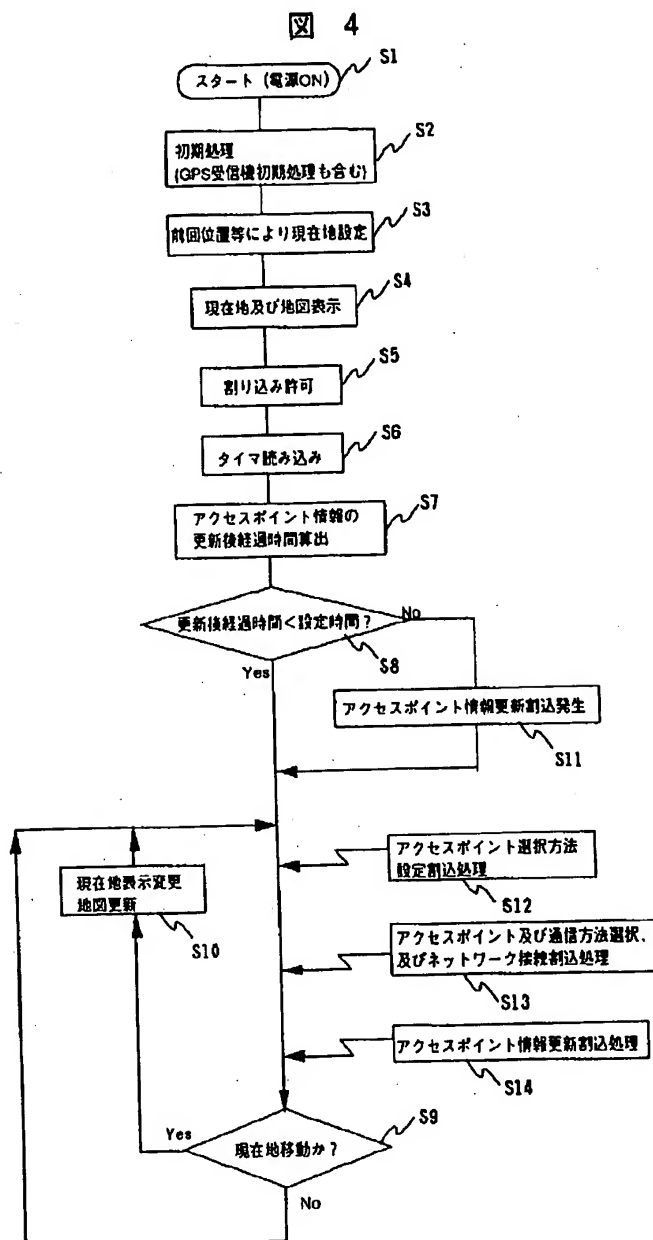 図 4
スタート (電源ON)
S1
初期処理
(GPS受信機初期処理も含む)
S2
前回位置等により現在地設定
S3
現在地及び地図表示
S4
割り込み許可
S5
タイマ読み込み
S6
アクセスポイント情報の
更新後経過時間算出
S7
更新後経過時間<設定時間?
S8
No
Yes
アクセスポイント情報更新割込発生
S11
現在地表示変更
地図更新
S10
アクセスポイント選択方法
設定割込処理
S12
アクセスポイント及び通信方法選択、
及びネットワーク接続割込処理
S13
アクセスポイント情報更新割込処理
S14
現在地移動か?
S9
Yes
No